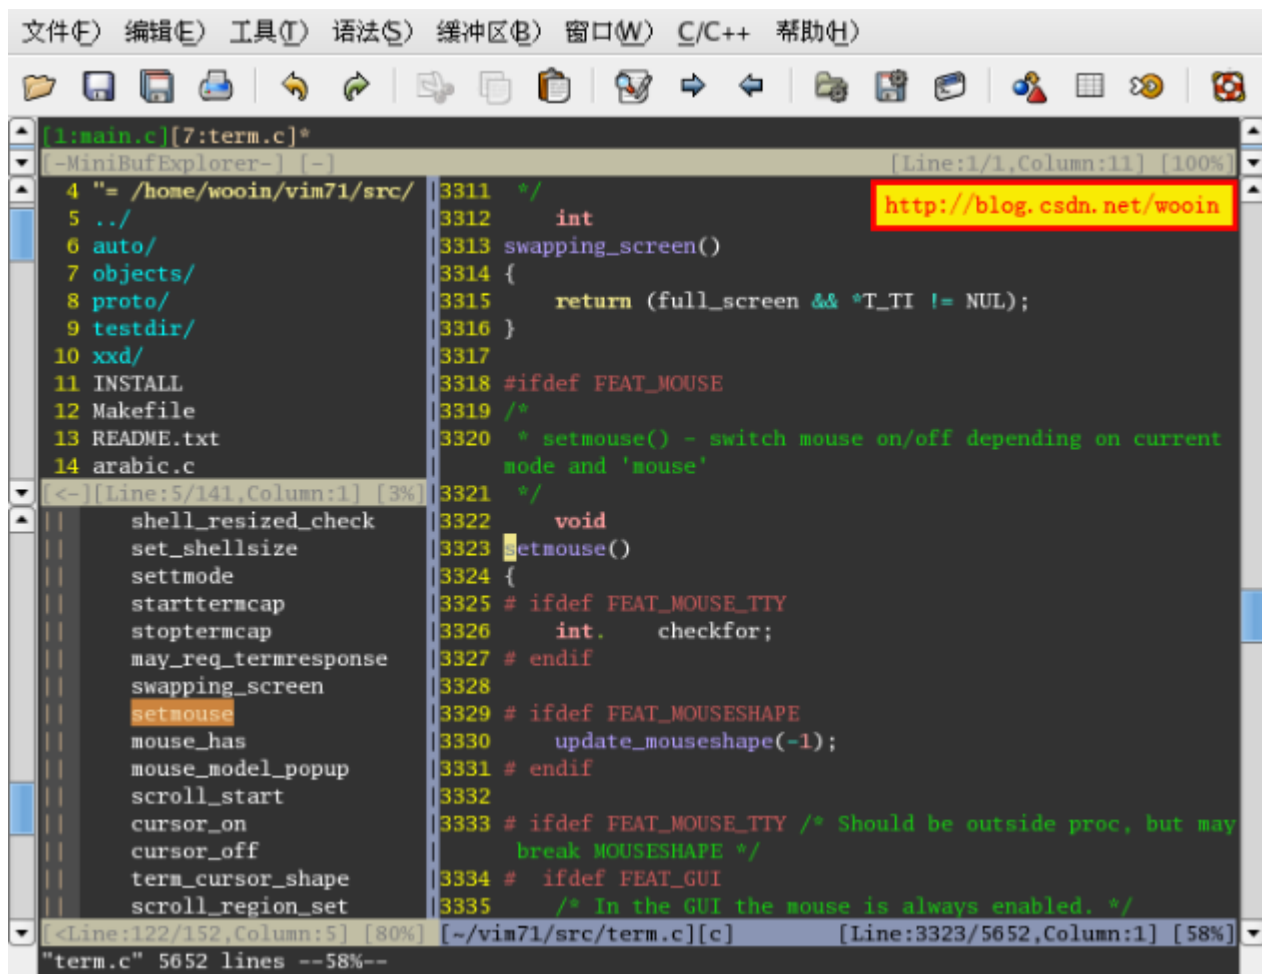 文件(F) 编辑(E) 工具(T) 语法(S) 缓冲区(B) 窗口(W) C/C++ 帮助(H)
[1:main.c][7:term.c]*
[-MiniBufExplorer-] [-] [Line:1/1,Column:11] [100%]
4 "= /home/wooin/vim71/src/
5 ../
6 auto/
7 objects/
8 proto/
9 testdir/
10 xxd/
11 INSTALL
12 Makefile
13 README.txt
14 arabic.c
[<-][Line:5/141,Column:1] [3%]
|| shell_resized_check
|| set_shellsize
|| settmode
|| starttermcap
|| stoptermcap
|| may_req_termresponse
|| swapping_screen
|| setmouse
|| mouse_has
|| mouse_model_popup
|| scroll_start
|| cursor_on
|| cursor_off
|| term_cursor_shape
|| scroll_region_set
[<Line:122/152,Column:5] [80%]
http://blog.csdn.net/wooin
3311 */
3312 int
3313 swapping_screen()
3314 {
3315 return (full_screen && *T_TI != NUL);
3316 }
3317
3318 #ifdef FEAT_MOUSE
3319 /*
3320 * setmouse() - switch mouse on/off depending on current
mode and 'mouse'
3321 */
3322 void
3323 setmouse()
3324 {
3325 # ifdef FEAT_MOUSE_TTY
3326 int. checkfor;
3327 # endif
3328
3329 # ifdef FEAT_MOUSESHAPE
3330 update_mouseshape(-1);
3331 # endif
3332
3333 # ifdef FEAT_MOUSE_TTY /* Should be outside proc, but may
break MOUSESHAPE */
3334 # ifdef FEAT_GUI
3335 /* In the GUI the mouse is always enabled. */
[~/vim71/src/term.c][c] [Line:3323/5652,Column:1] [58%]
"term.c" 5652 lines --58%--